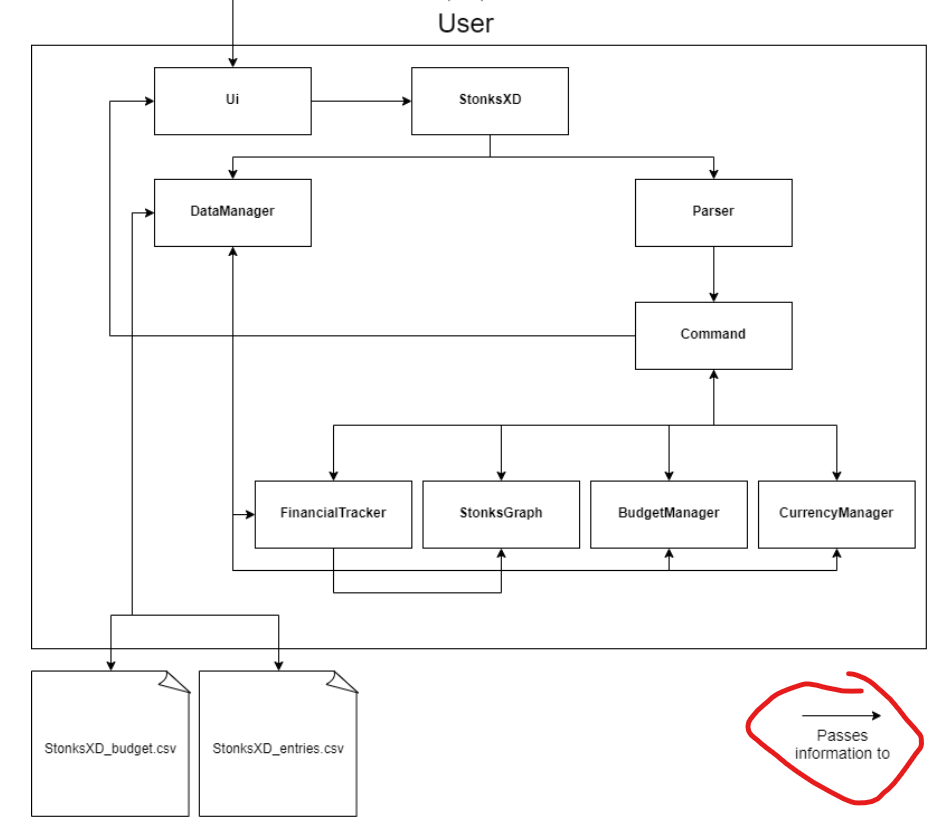 User
Ui
StonksXD
DataManager
Parser
Command
FinancialTracker
StonksGraph
BudgetManager
CurrencyManager
StonksXD_budget.csv
StonksXD_entries.csv
Passes
information to